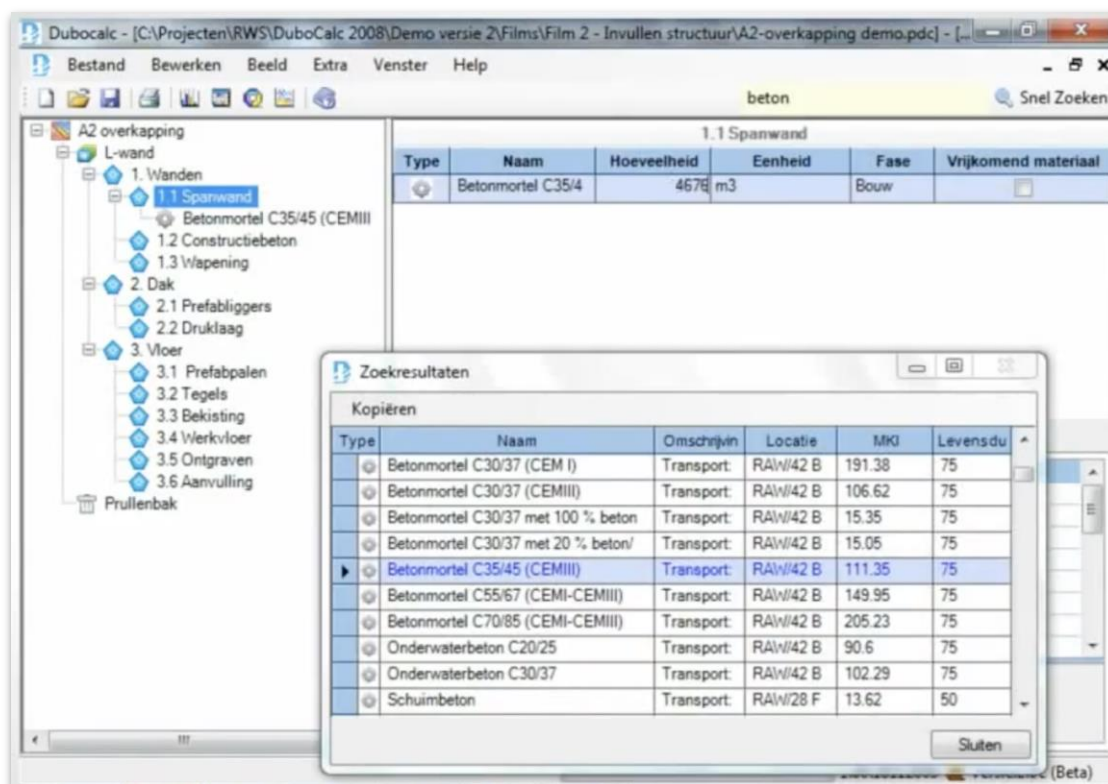 Dubocalc - [C:\Projecten\RWS\DuboCalc 2008\Demo versie 2\Films\Film 2 - Invullen structuur\A2-overkapping demo.pdc] - [...
Bestand Bewerken Beeld Extra Venster Help
beton Snel Zoeken
A2 overkapping
L-wand
1. Wanden
1.1 Spanwand
Betonmortel C35/45 (CEMIII
1.2 Constructiebeton
1.3 Wapening
2. Dak
2.1 Prefabliggers
2.2 Druklaag
3. Vloer
3.1 Prefabpalen
3.2 Tegels
3.3 Bekisting
3.4 Werkvloer
3.5 Ontgraven
3.6 Aanvulling
Prullenbak
1.1 Spanwand
Type Naam Hoeveelheid Eenheid Fase Vrijkomend materiaal
Betonmortel C35/4 4676 m3 Bouw
Zoekresultaten
Kopiëren
Type Naam Omschrijvin Locatie MKI Levensdu
Betonmortel C30/37 (CEM I) Transport: RAW/42 B 191.38 75
Betonmortel C30/37 (CEMIII) Transport: RAW/42 B 106.62 75
Betonmortel C30/37 met 100 % beton Transport: RAW/42 B 15.35 75
Betonmortel C30/37 met 20 % beton/ Transport: RAW/42 B 15.05 75
Betonmortel C35/45 (CEMIII) Transport: RAW/42 B 111.35 75
Betonmortel C55/67 (CEMI-CEMIII) Transport: RAW/42 B 149.95 75
Betonmortel C70/85 (CEMI-CEMIII) Transport: RAW/42 B 205.23 75
Onderwaterbeton C20/25 Transport: RAW/42 B 90.6 75
Onderwaterbeton C30/37 Transport: RAW/42 B 102.29 75
Schuimbeton Transport: RAW/28 F 13.62 50
Sluiten
(Beta)